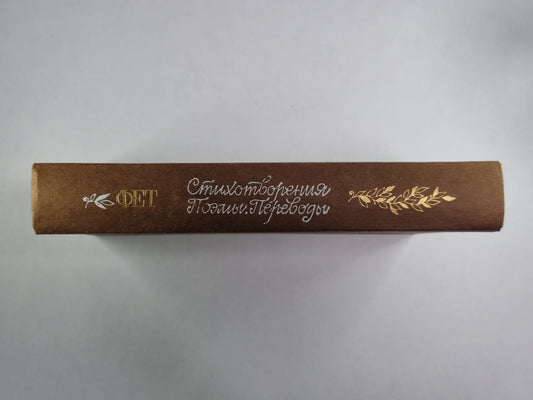 ФЕТ
Стихотворения
Поэмы. Переводы